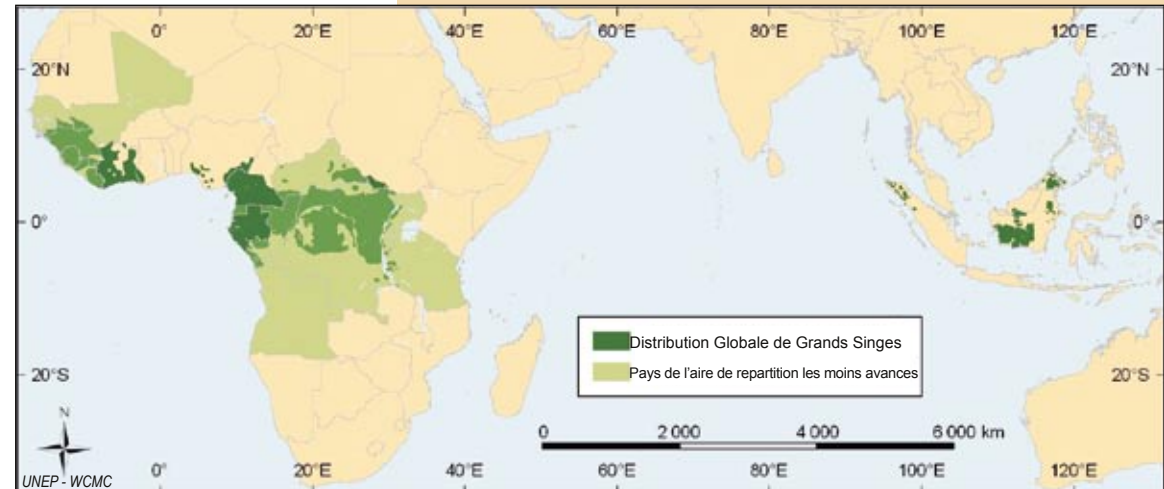 0° 20°E 40°E 60°E 80°E 100°E 120°E
20°N 20°N
0° 0°
Distribution Globale de Grands Singes
Pays de l'aire de repartition les moins avances
20°S 20°S
0 2 000 4 000 6 000 km
N
0° 20°E 40°E 60°E 80°E 100°E 120°E
UNEP - WCMC